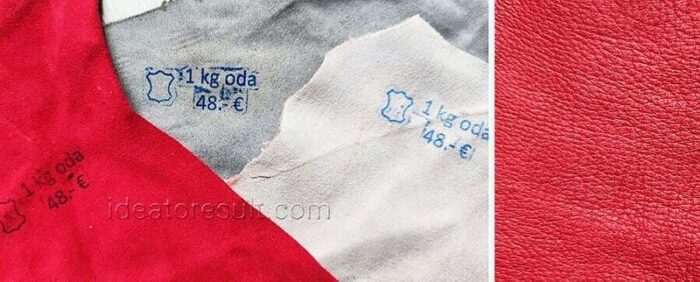 1 kg oda
48.- €
1 kg oda
48.- €
1 kg oda
48.- €
ideatoresult.com